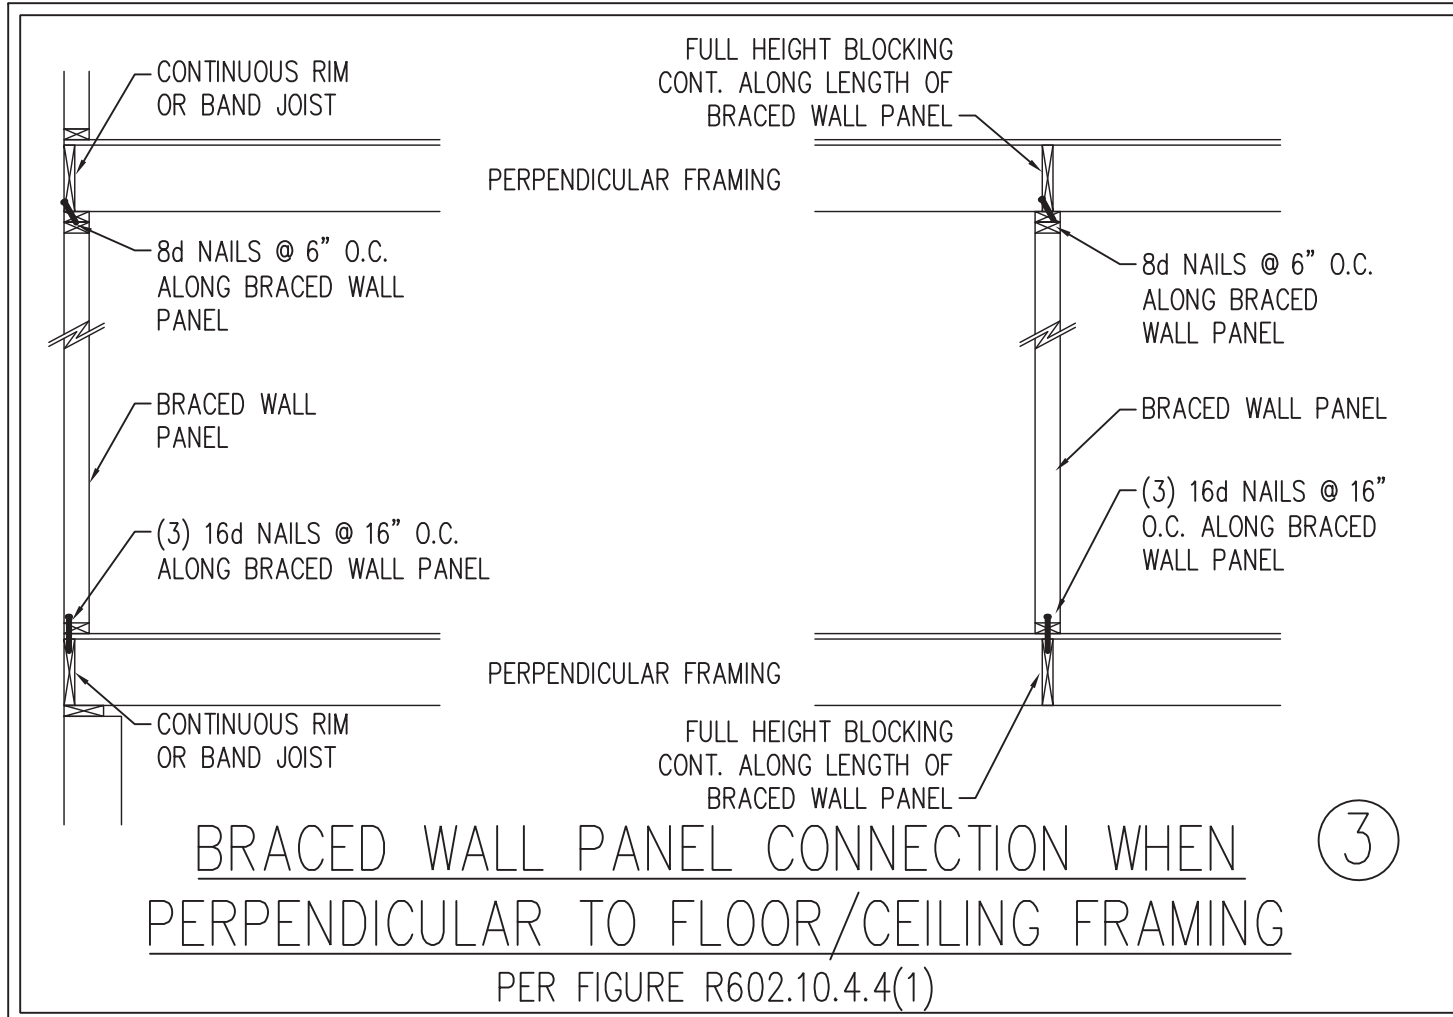 CONTINUOUS RIM
OR BAND JOIST
FULL HEIGHT BLOCKING
CONT. ALONG LENGTH OF
BRACED WALL PANEL
PERPENDICULAR FRAMING
8d NAILS @ 6" O.C.
ALONG BRACED WALL
PANEL
8d NAILS @ 6" O.C.
ALONG BRACED
WALL PANEL
BRACED WALL
PANEL
BRACED WALL PANEL
(3) 16d NAILS @ 16" O.C.
ALONG BRACED WALL PANEL
(3) 16d NAILS @ 16"
O.C. ALONG BRACED
WALL PANEL
PERPENDICULAR FRAMING
CONTINUOUS RIM
OR BAND JOIST
FULL HEIGHT BLOCKING
CONT. ALONG LENGTH OF
BRACED WALL PANEL
BRACED WALL PANEL CONNECTION WHEN
PERPENDICULAR TO FLOOR/CEILING FRAMING
PER FIGURE R602.10.4.4(1)
3